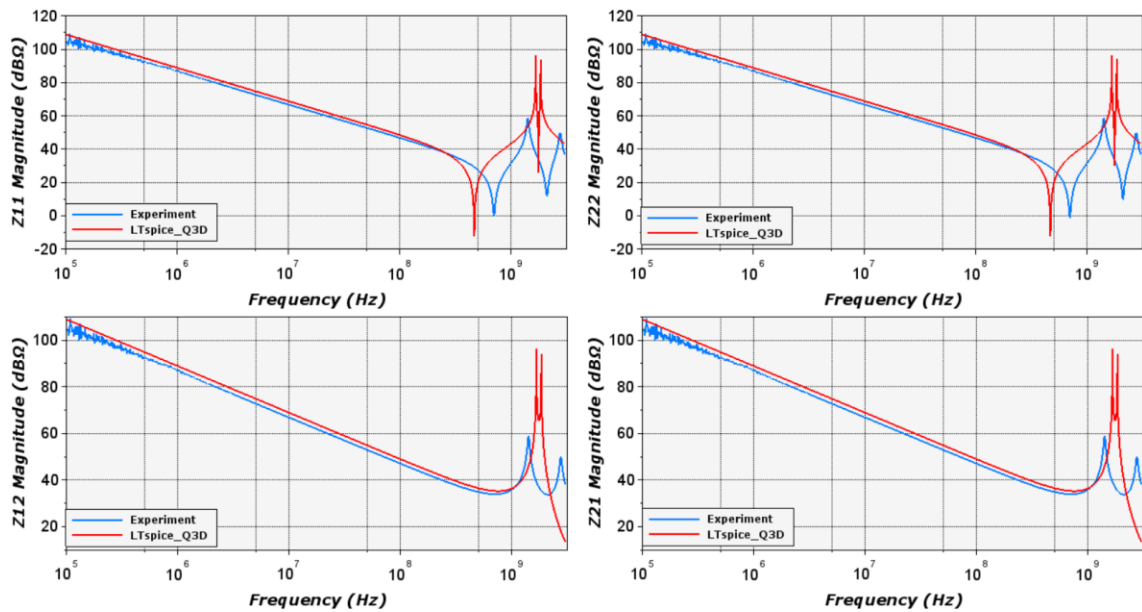 Z11 Magnitude (dBΩ)
120
100
80
60
40
20
0
-20
Experiment
LTspice_Q3D
10^5 10^6 10^7 10^8 10^9
Frequency (Hz)
Z22 Magnitude (dBΩ)
120
100
80
60
40
20
0
-20
Experiment
LTspice_Q3D
10^5 10^6 10^7 10^8 10^9
Frequency (Hz)
Z12 Magnitude (dBΩ)
100
80
60
40
20
Experiment
LTspice_Q3D
10^5 10^6 10^7 10^8 10^9
Frequency (Hz)
Z21 Magnitude (dBΩ)
100
80
60
40
20
Experiment
LTspice_Q3D
10^5 10^6 10^7 10^8 10^9
Frequency (Hz)